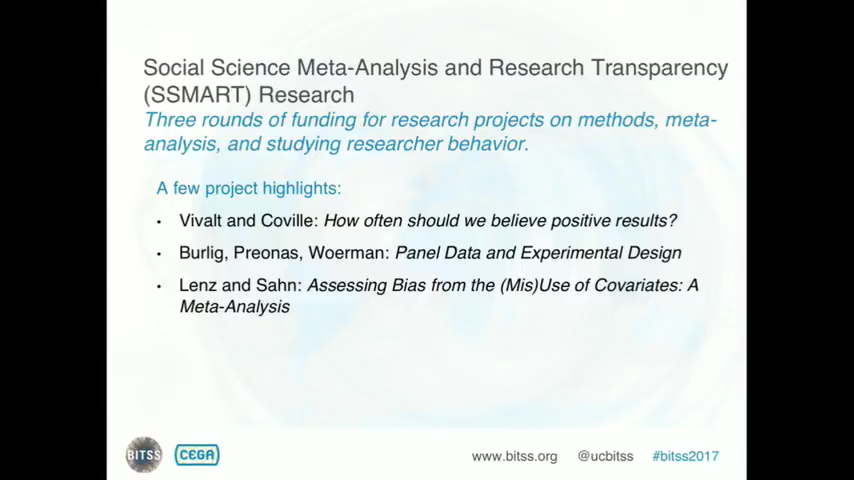 Social Science Meta-Analysis and Research Transparency
(SSMART) Research
Three rounds of funding for research projects on methods, meta-
analysis, and studying researcher behavior.
A few project highlights:
• Vivalt and Coville: How often should we believe positive results?
• Burlig, Preonas, Woerman: Panel Data and Experimental Design
• Lenz and Sahn: Assessing Bias from the (Mis)Use of Covariates: A
Meta-Analysis
BITSS CEGA www.bitss.org @ucbitss #bitss2017